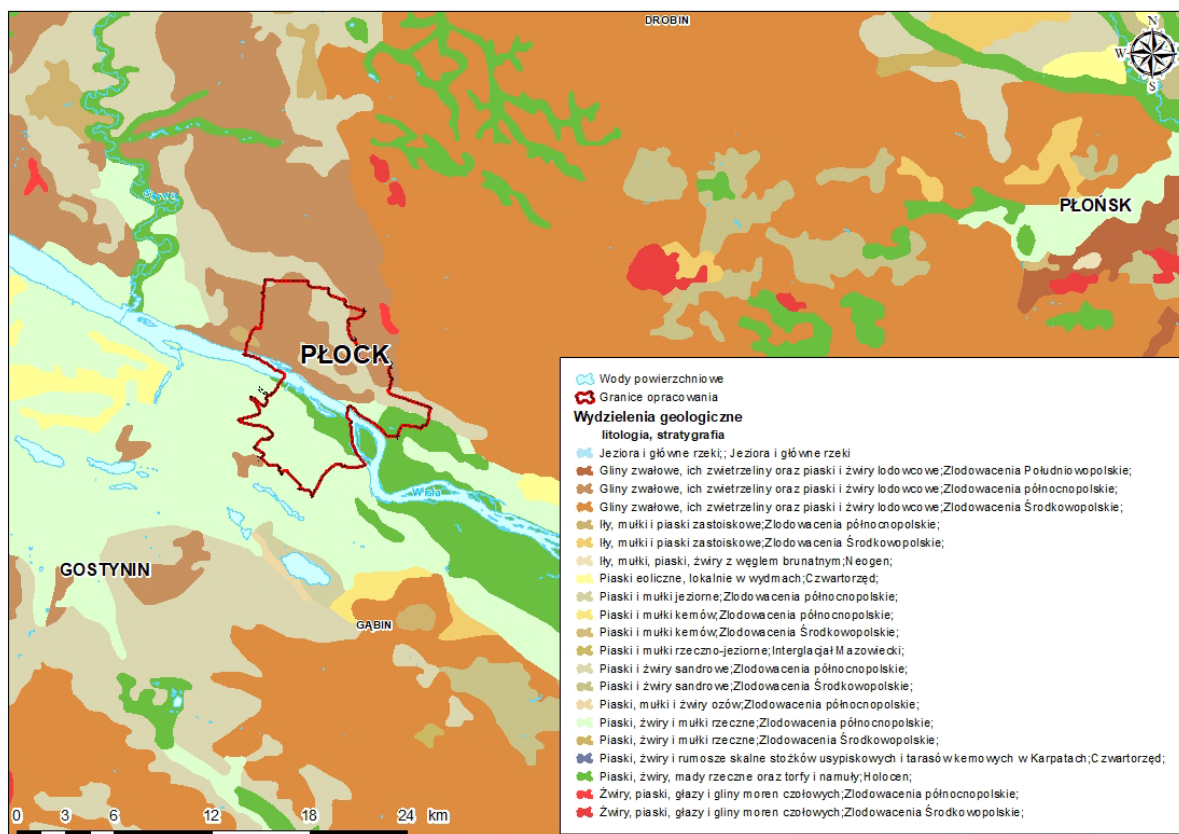 DROBIN
N
W E
S
Skrwa
PŁOŃSK
PŁOCK
Wisła
GOSTYNIN
GĄBIN
Wody powierzchniowe
Granice opracowania
Wydzielenia geologiczne
litologia, stratygrafia
Jeziora i główne rzeki;; Jeziora i główne rzeki
Gliny zwałowe, ich zwietrzeliny oraz piaski i żwiry lodowcowe;Zlodowacenia Południowopolskie;
Gliny zwałowe, ich zwietrzeliny oraz piaski i żwiry lodowcowe;Zlodowacenia północnopolskie;
Gliny zwałowe, ich zwietrzeliny oraz piaski i żwiry lodowcowe;Zlodowacenia Środkowopolskie;
Iły, mułki i piaski zastoiskowe;Zlodowacenia północnopolskie;
Iły, mułki i piaski zastoiskowe;Zlodowacenia Środkowopolskie;
Iły, mułki, piaski, żwiry z węglem brunatnym;Neogen;
Piaski eoliczne, lokalnie w wydmach;Czwartorzęd;
Piaski i mułki jeziorne;Zlodowacenia północnopolskie;
Piaski i mułki kemów;Zlodowacenia północnopolskie;
Piaski i mułki kemów;Zlodowacenia Środkowopolskie;
Piaski i mułki rzeczno-jeziorne;Interglacjał Mazowiecki;
Piaski i żwiry sandrowe;Zlodowacenia północnopolskie;
Piaski i żwiry sandrowe;Zlodowacenia Środkowopolskie;
Piaski, mułki i żwiry ozów;Zlodowacenia północnopolskie;
Piaski, żwiry i mułki rzeczne;Zlodowacenia północnopolskie;
Piaski, żwiry i mułki rzeczne;Zlodowacenia Środkowopolskie;
Piaski, żwiry i rumosze skalne stożków usypiskowych i tarasów kemowych w Karpatach;Czwartorzęd;
Piaski, żwiry, mady rzeczne oraz torfy i namuły;Holocen;
Żwiry, piaski, głazy i gliny moren czołowych;Zlodowacenia północnopolskie;
Żwiry, piaski, głazy i gliny moren czołowych;Zlodowacenia Środkowopolskie;
0 3 6 12 18 24 km